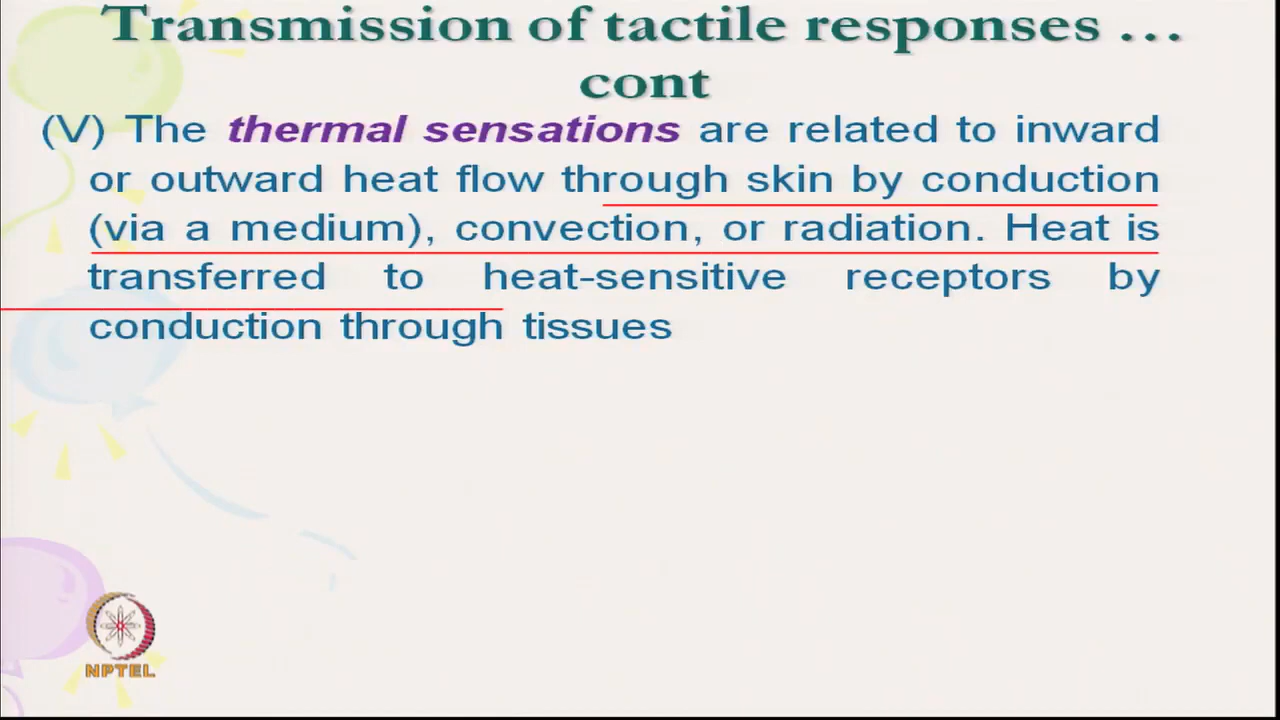 Transmission of tactile responses …
cont
(V) The thermal sensations are related to inward
or outward heat flow through skin by conduction
(via a medium), convection, or radiation. Heat is
transferred to heat-sensitive receptors by
conduction through tissues
NPTEL